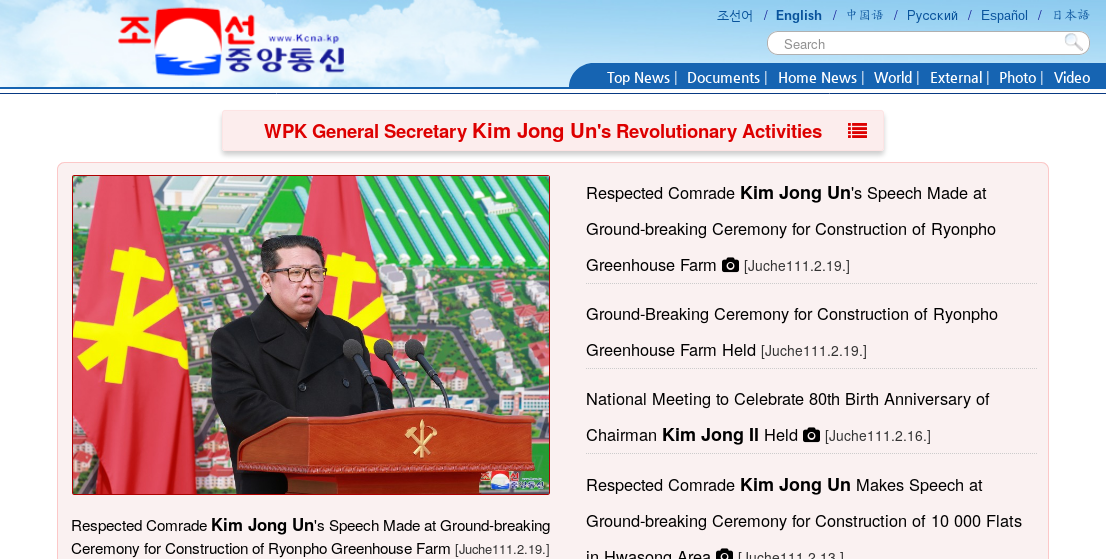 조선
www.Kcna.kp
중앙통신
조선어 / English / 中国语 / Русский / Español / 日本語
Search
Top News | Documents | Home News | World | External | Photo | Video
WPK General Secretary Kim Jong Un's Revolutionary Activities
Respected Comrade Kim Jong Un's Speech Made at Ground-breaking
Ceremony for Construction of Ryonpho Greenhouse Farm [Juche111.2.19.]
Respected Comrade Kim Jong Un's Speech Made at
Ground-breaking Ceremony for Construction of Ryonpho
Greenhouse Farm [Juche111.2.19.]
Ground-Breaking Ceremony for Construction of Ryonpho
Greenhouse Farm Held [Juche111.2.19.]
National Meeting to Celebrate 80th Birth Anniversary of
Chairman Kim Jong Il Held [Juche111.2.16.]
Respected Comrade Kim Jong Un Makes Speech at
Ground-breaking Ceremony for Construction of 10 000 Flats
in Hwasong Area [Juche111.2.13.]